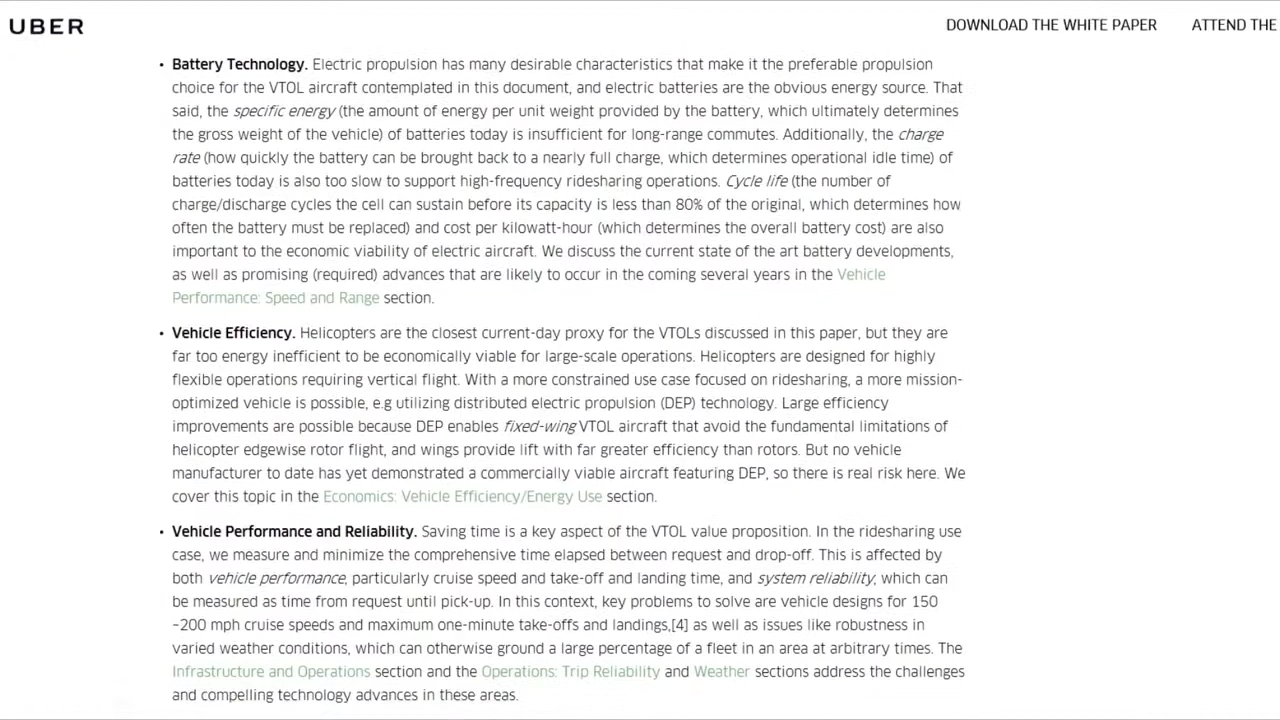 UBER
DOWNLOAD THE WHITE PAPER
ATTEND THE
• Battery Technology. Electric propulsion has many desirable characteristics that make it the preferable propulsion
choice for the VTOL aircraft contemplated in this document, and electric batteries are the obvious energy source. That
said, the specific energy (the amount of energy per unit weight provided by the battery, which ultimately determines
the gross weight of the vehicle) of batteries today is insufficient for long-range commutes. Additionally, the charge
rate (how quickly the battery can be brought back to a nearly full charge, which determines operational idle time) of
batteries today is also too slow to support high-frequency ridesharing operations. Cycle life (the number of
charge/discharge cycles the cell can sustain before its capacity is less than 80% of the original, which determines how
often the battery must be replaced) and cost per kilowatt-hour (which determines the overall battery cost) are also
important to the economic viability of electric aircraft. We discuss the current state of the art battery developments,
as well as promising (required) advances that are likely to occur in the coming several years in the Vehicle
Performance: Speed and Range section.
• Vehicle Efficiency. Helicopters are the closest current-day proxy for the VTOLs discussed in this paper, but they are
far too energy inefficient to be economically viable for large-scale operations. Helicopters are designed for highly
flexible operations requiring vertical flight. With a more constrained use case focused on ridesharing, a more mission-
optimized vehicle is possible, e.g utilizing distributed electric propulsion (DEP) technology. Large efficiency
improvements are possible because DEP enables fixed-wing VTOL aircraft that avoid the fundamental limitations of
helicopter edgewise rotor flight, and wings provide lift with far greater efficiency than rotors. But no vehicle
manufacturer to date has yet demonstrated a commercially viable aircraft featuring DEP, so there is real risk here. We
cover this topic in the Economics: Vehicle Efficiency/Energy Use section.
• Vehicle Performance and Reliability. Saving time is a key aspect of the VTOL value proposition. In the ridesharing use
case, we measure and minimize the comprehensive time elapsed between request and drop-off. This is affected by
both vehicle performance, particularly cruise speed and take-off and landing time, and system reliability, which can
be measured as time from request until pick-up. In this context, key problems to solve are vehicle designs for 150
–200 mph cruise speeds and maximum one-minute take-offs and landings,[4] as well as issues like robustness in
varied weather conditions, which can otherwise ground a large percentage of a fleet in an area at arbitrary times. The
Infrastructure and Operations section and the Operations: Trip Reliability and Weather sections address the challenges
and compelling technology advances in these areas.